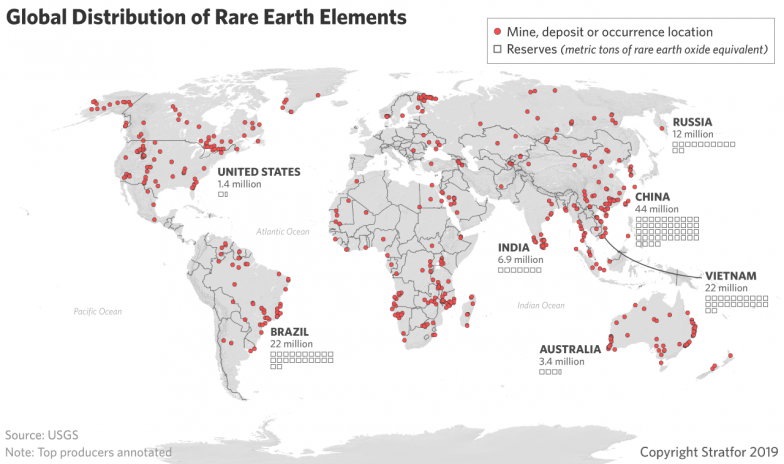 Global Distribution of Rare Earth Elements
Mine, deposit or occurrence location
Reserves (metric tons of rare earth oxide equivalent)
RUSSIA
12 million
UNITED STATES
1.4 million
CHINA
44 million
Atlantic Ocean
INDIA
6.9 million
VIETNAM
22 million
Pacific Ocean
Indian Ocean
BRAZIL
22 million
AUSTRALIA
3.4 million
Source: USGS
Note: Top producers annotated
Copyright Stratfor 2019